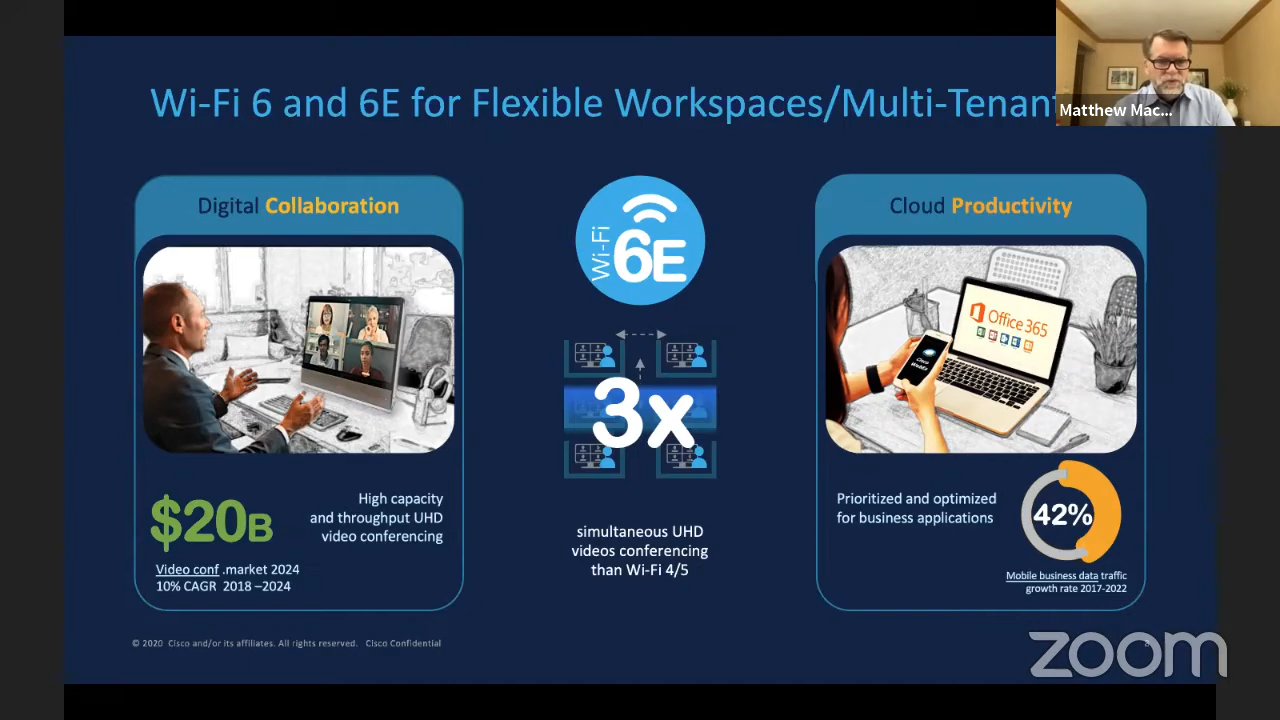 Wi-Fi 6 and 6E for Flexible Workspaces/Multi-Tenant
Matthew Mac...
Digital Collaboration
$20B
High capacity
and throughput UHD
video conferencing
Video conf .market 2024
10% CAGR 2018 –2024
Wi-Fi
6E
3x
simultaneous UHD
videos conferencing
than Wi-Fi 4/5
Cloud Productivity
Office 365
Cisco
WebEx
Prioritized and optimized
for business applications
42%
Mobile business data traffic
growth rate 2017-2022
© 2020 Cisco and/or its affiliates. All rights reserved. Cisco Confidential
zoom